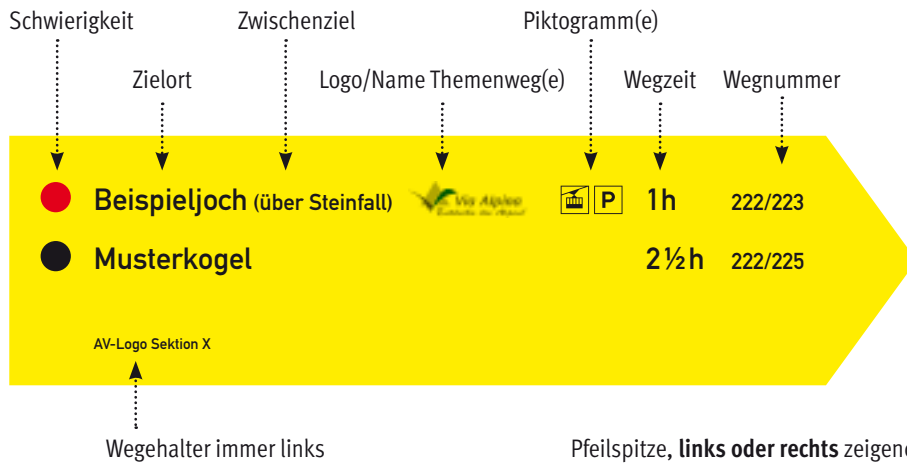 Schwierigkeit Zwischenziel Piktogramm(e)
Zielort Logo/Name Themenweg(e) Wegzeit Wegnummer
Beispieljoch (über Steinfall) Via Alpina P 1h 222/223
Musterkogel 2½h 222/225
AV-Logo Sektion X
Wegehalter immer links Pfeilspitze, links oder rechts zeigend